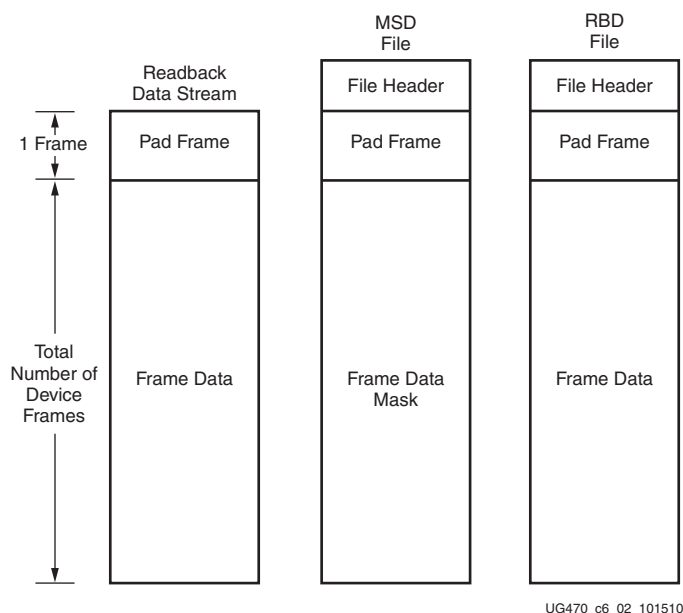 MSD
File
RBD
File
Readback
Data Stream
File Header
File Header
1 Frame
Pad Frame
Pad Frame
Pad Frame
Total
Number of
Device
Frames
Frame Data
Frame Data
Mask
Frame Data
UG470_c6_02_101510